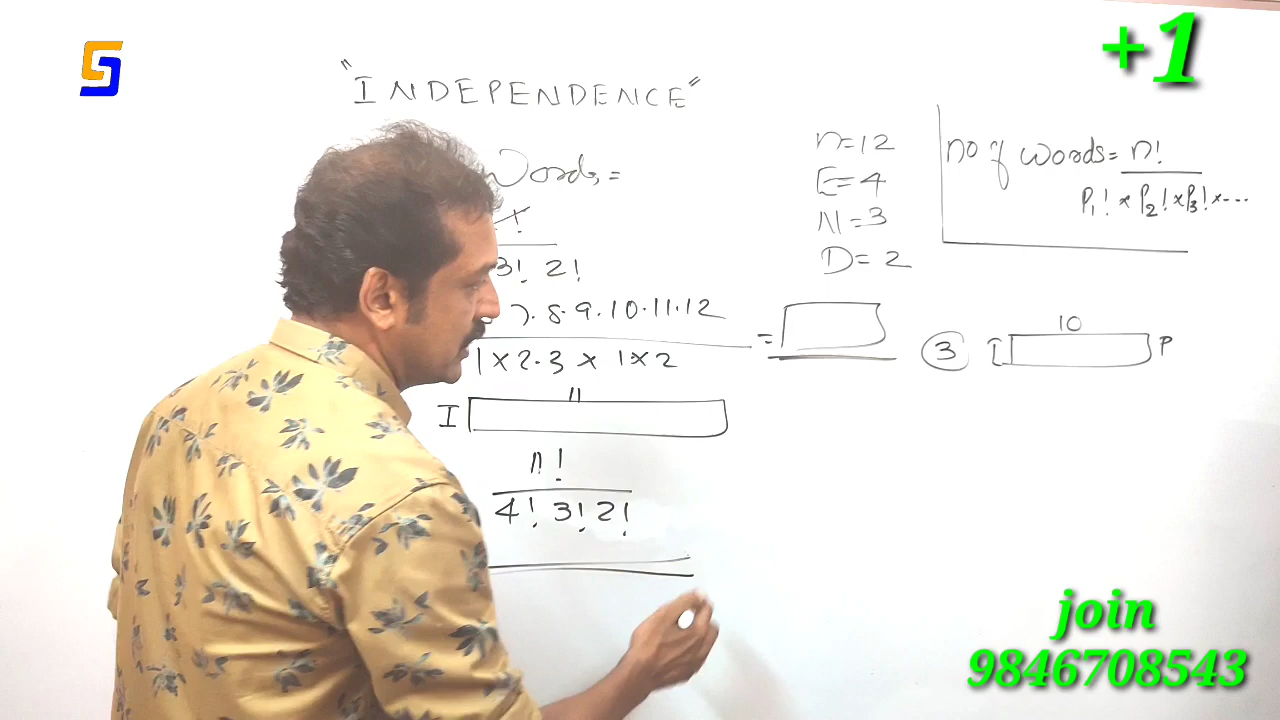 "INDEPENDENCE"
Words =
3! 2!
7. 8. 9. 10. 11. 12
1 x 2. 3 x 1 x 2
=
I 11
11!
4! 3! 2!
n=12
E=4
N=3
D=2
no of words = n!
P1! x P2! x P3! x ...
3 I 10 P
+1
join
9846708543